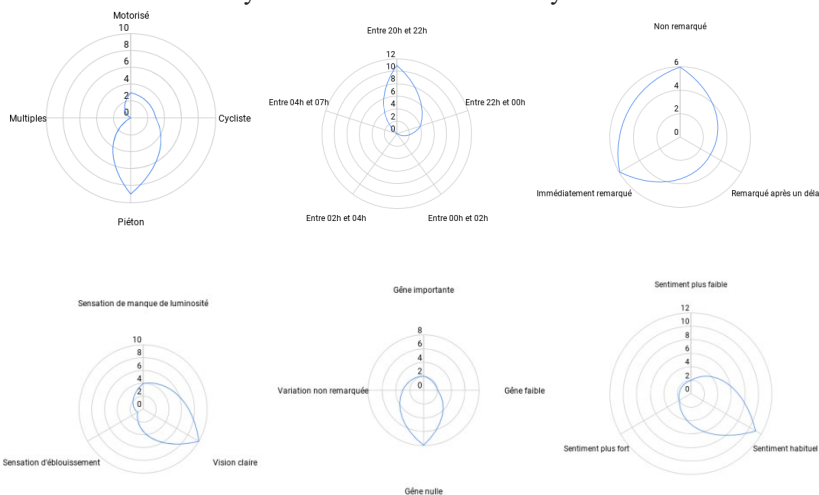 Motorisé
10
8
6
4
2
0
Multiples
Cycliste
Piéton
Entre 20h et 22h
12
10
8
6
4
2
0
Entre 04h et 07h
Entre 22h et 00h
Entre 02h et 04h
Entre 00h et 02h
Non remarqué
6
4
2
0
Immédiatement remarqué
Remarqué après un déla
Sensation de manque de luminosité
10
8
6
4
2
0
Sensation d'éblouissement
Vision claire
Gêne importante
8
6
4
2
0
Variation non remarquée
Gêne faible
Gêne nulle
Sentiment plus faible
12
10
8
6
4
2
0
Sentiment plus fort
Sentiment habituel